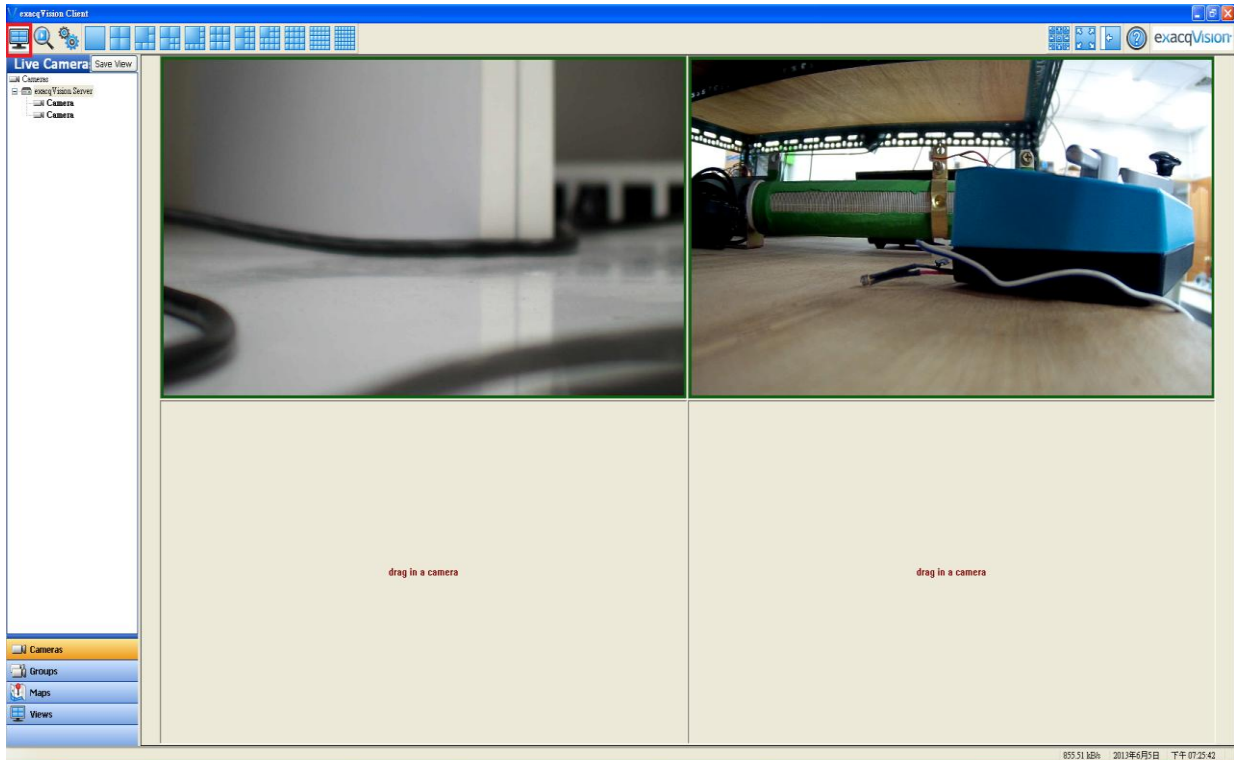 exacqVision Client
exacqVision
Live Camera
Save View
Cameras
exacqVision Server
Camera
Camera
drag in a camera
drag in a camera
Cameras
Groups
Maps
Views
855.51 kB/s 2013年6月5日 下午 07:25:42